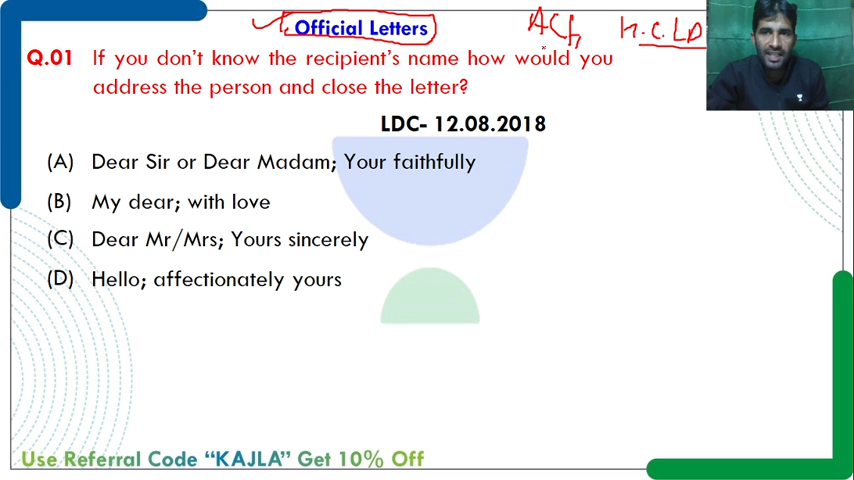 Official Letters
Q.01 If you don't know the recipient's name how would you
address the person and close the letter?
LDC- 12.08.2018
(A) Dear Sir or Dear Madam; Your faithfully
(B) My dear; with love
(C) Dear Mr/Mrs; Yours sincerely
(D) Hello; affectionately yours
Use Referral Code “KAJLA” Get 10% Off